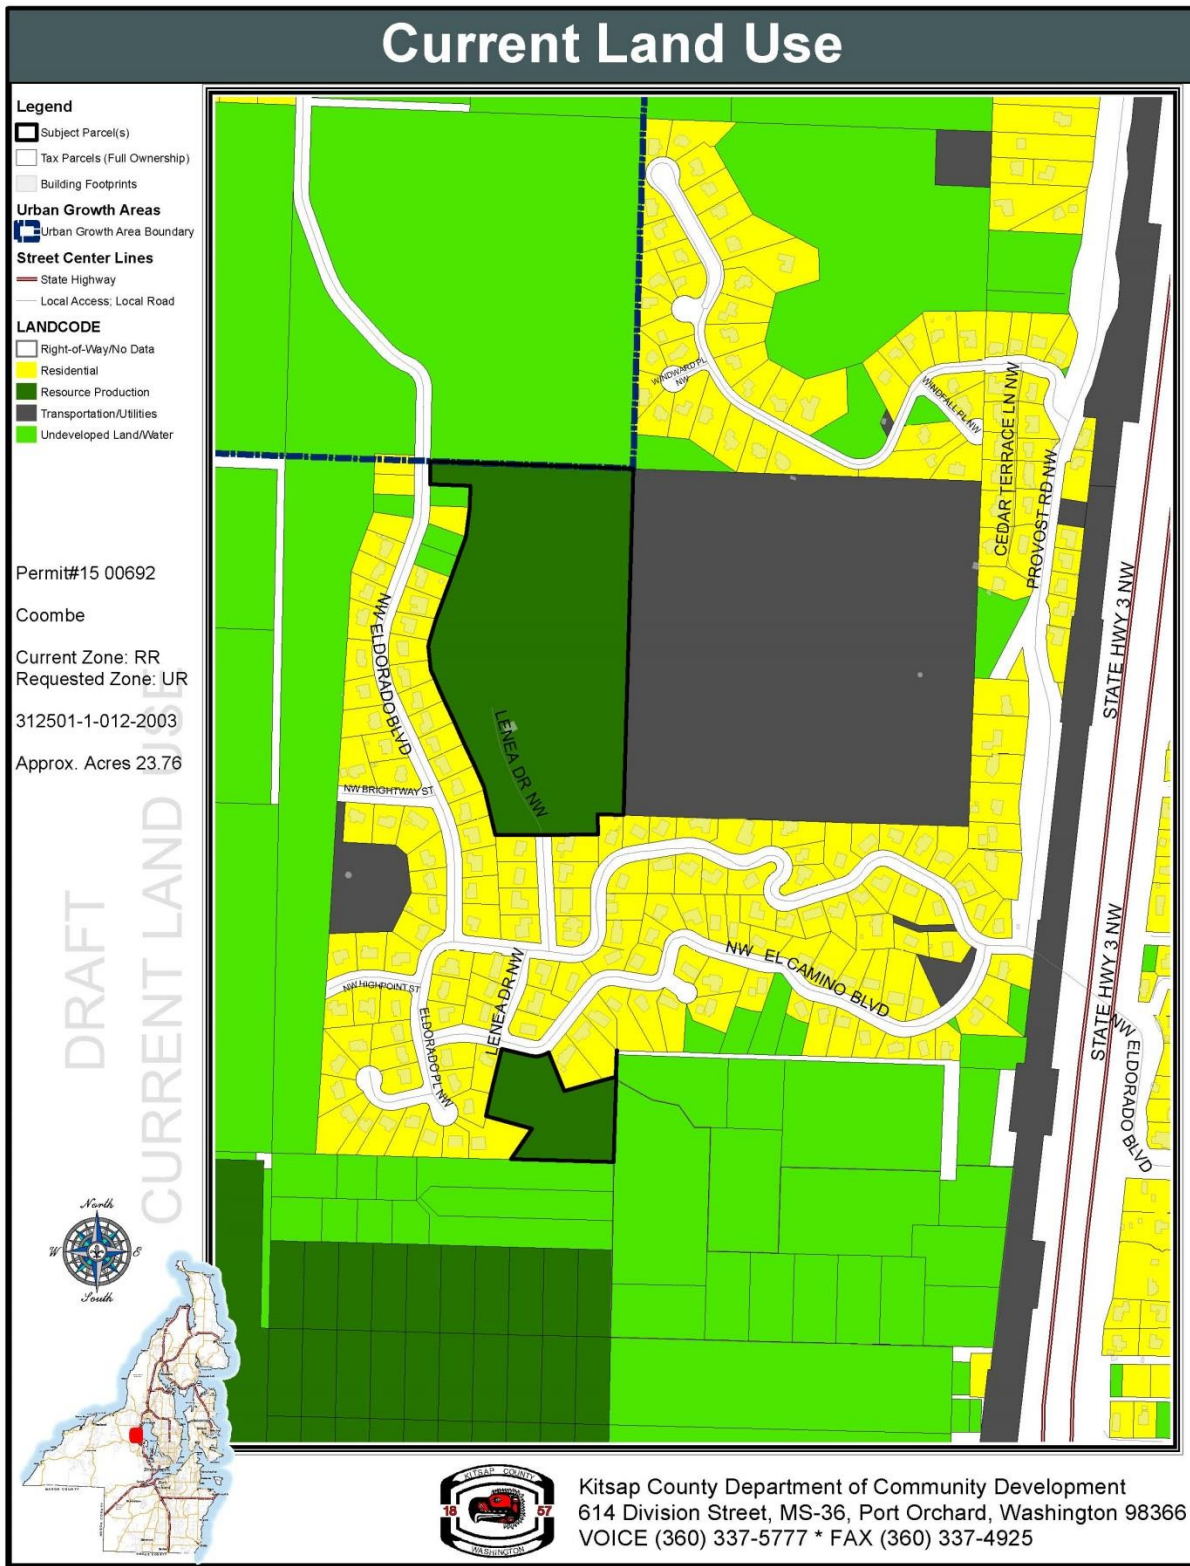 Current Land Use
Legend
Subject Parcel(s)
Tax Parcels (Full Ownership)
Building Footprints
Urban Growth Areas
Urban Growth Area Boundary
Street Center Lines
State Highway
Local Access; Local Road
LANDCODE
Right-of-Way/No Data
Residential
Resource Production
Transportation/Utilities
Undeveloped Land/Water
Permit#15 00692
Coombe
Current Zone: RR
Requested Zone: UR
312501-1-012-2003
Approx. Acres 23.76
DRAFT
CURRENT LAND USE
WINDWARD PL
NW
WINDFALL PL NW
CEDAR TERRACE LN NW
PROVOST RD NW
STATE HWY 3 NW
NW ELDORADO BLVD
LENEA DR NW
NW BRIGHTWAY ST
NW HIGHPOINT ST
ELDORADO PL NW
LENEA DR NW
NW EL CAMINO BLVD
STATE HWY 3 NW
NW ELDORADO BLVD
North
W E
South
KITSAP COUNTY
18 57
WASHINGTON
Kitsap County Department of Community Development
614 Division Street, MS-36, Port Orchard, Washington 98366
VOICE (360) 337-5777 * FAX (360) 337-4925